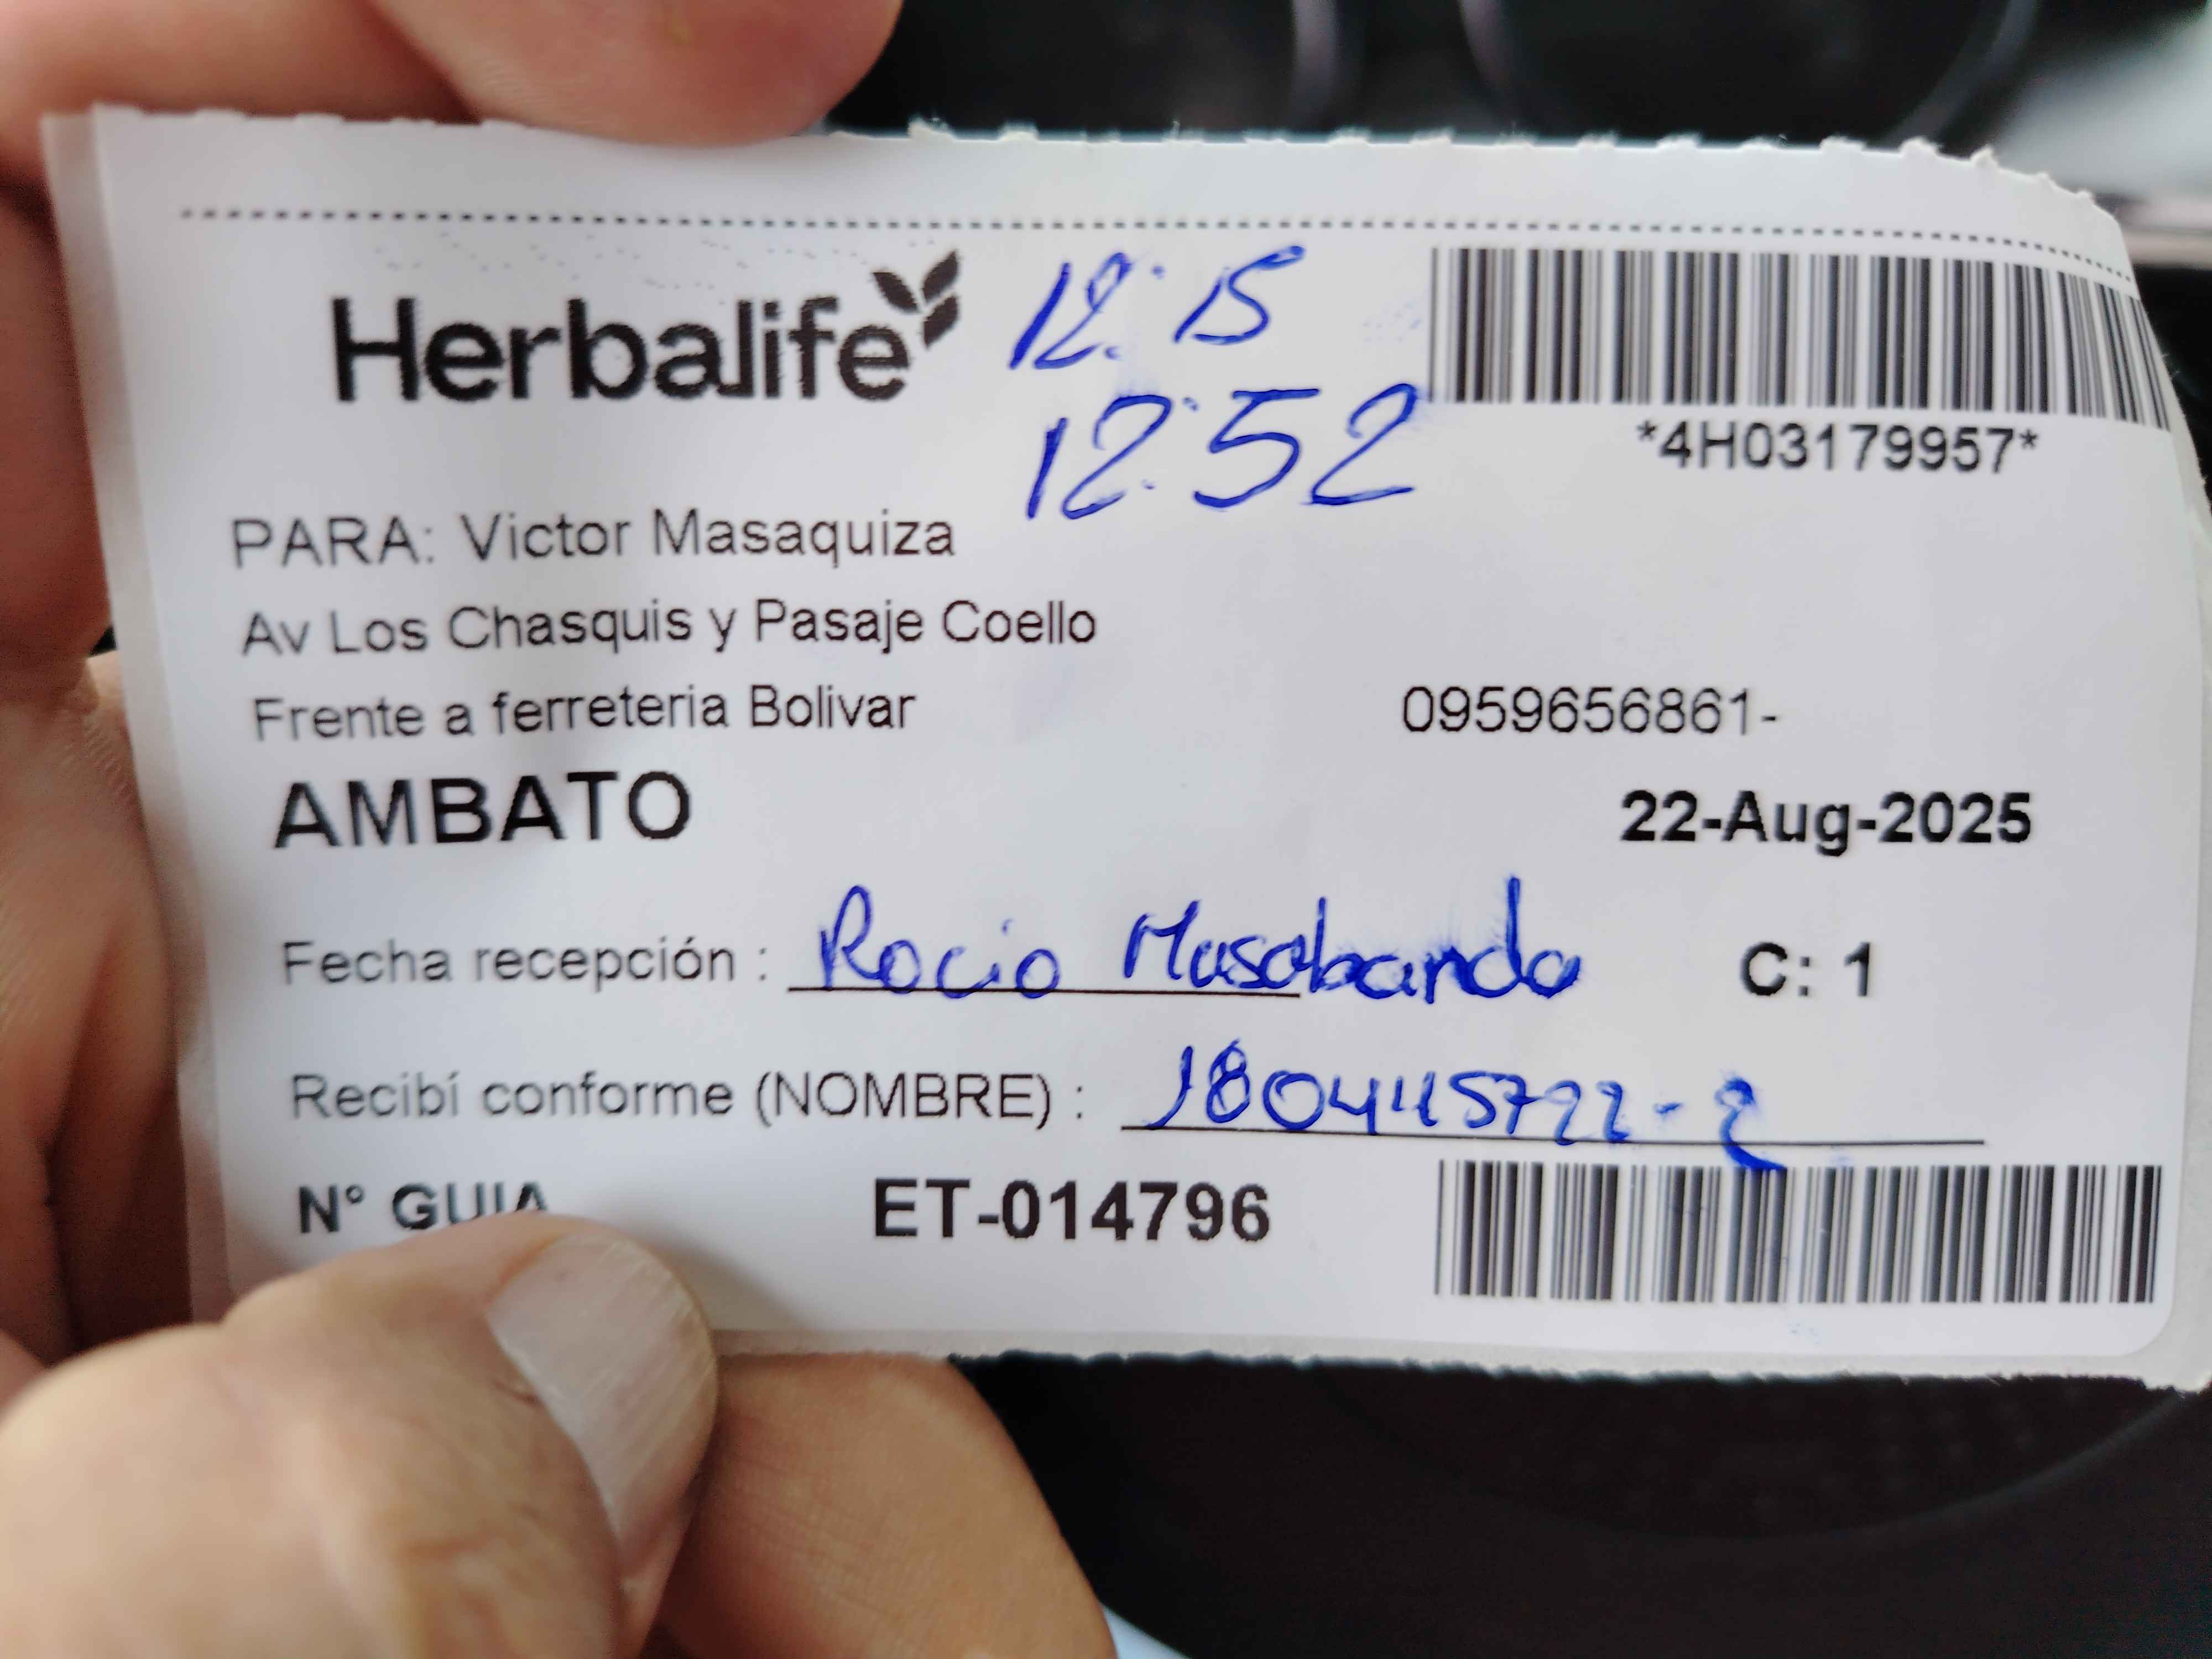 Herbalife
12:15
12:52
*4H03179957*
PARA: Victor Masaquiza
Av Los Chasquis y Pasaje Coello
Frente a ferreteria Bolivar 0959656861-
AMBATO 22-Aug-2025
Fecha recepción : Rocio Masabanda C: 1
Recibí conforme (NOMBRE) :
N° GUIA ET-014796